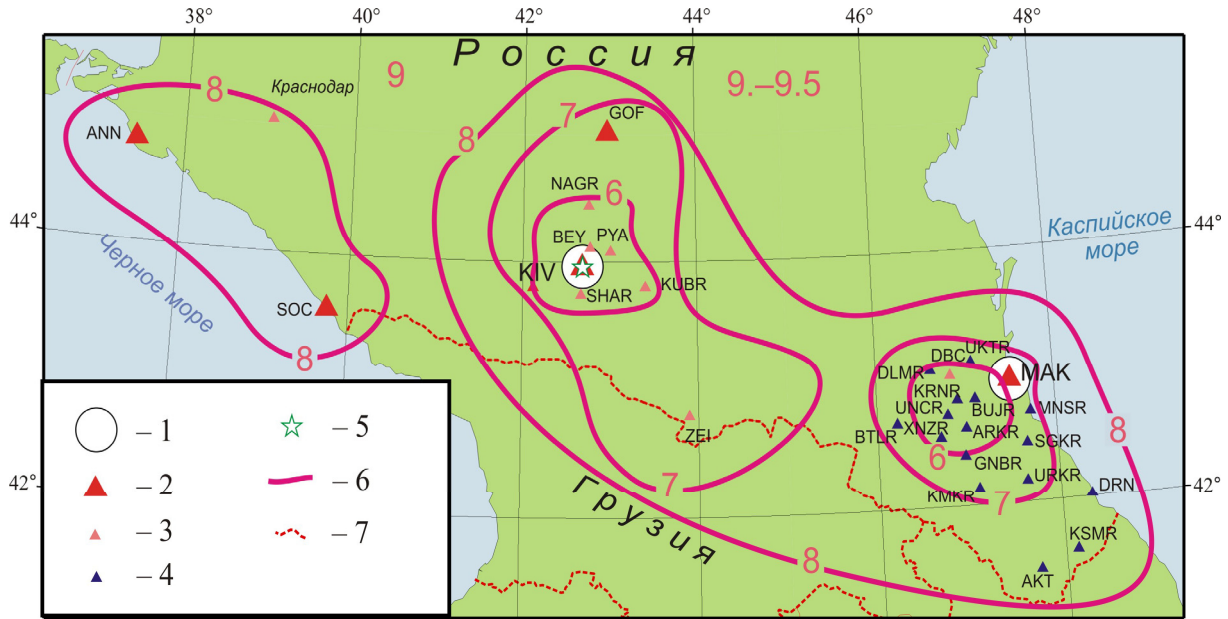 38° 40° 42° 44° 46° 48°
Россия
8
Краснодар
9
9.–9.5
ANN
8
7
GOF
NAGR
6
44°
44°
Каспийское
море
BEY PYA
KIV
Черное море
SHAR
KUBR
SOC
8
UKTR
DBC
DLMR
MAK
KRNR
UNCR
BUJR
MNSR
ZEI
BTLR
XNZR
ARKR
SGKR
8
6
GNBR
42°
7
KMKR
7
URKR
DRN
42°
Грузия
KSMR
8
AKT
– 1
– 2
– 3
– 4
– 5
– 6
– 7